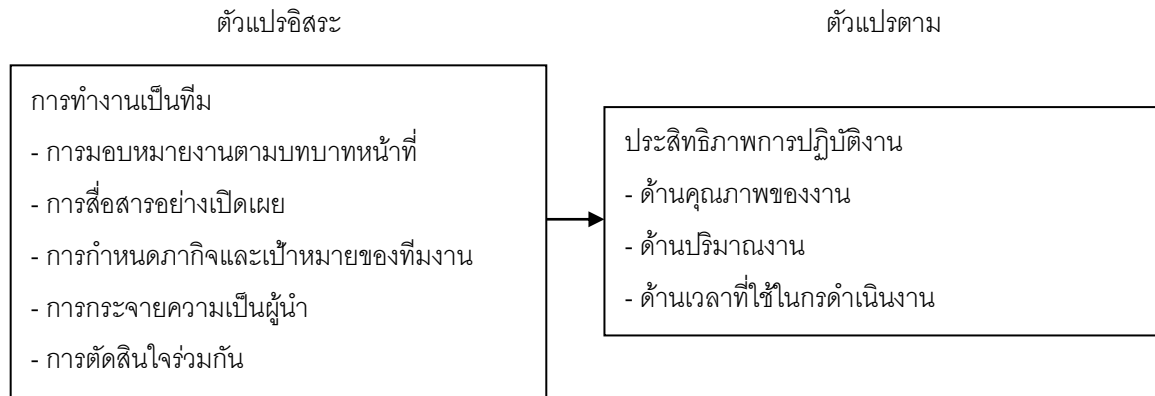 ตัวแปรอิสระ
ตัวแปรตาม
การทำงานเป็นทีม
- การมอบหมายงานตามบทบาทหน้าที่
- การสื่อสารอย่างเปิดเผย
- การกำหนดภากิจและเป้าหมายของทีมงาน
- การกระจายความเป็นผู้นำ
- การตัดสินใจร่วมกัน
ประสิทธิภาพการปฏิบัติงาน
- ด้านคุณภาพของงาน
- ด้านปริมาณงาน
- ด้านเวลาที่ใช้ในกรดำเนินงาน